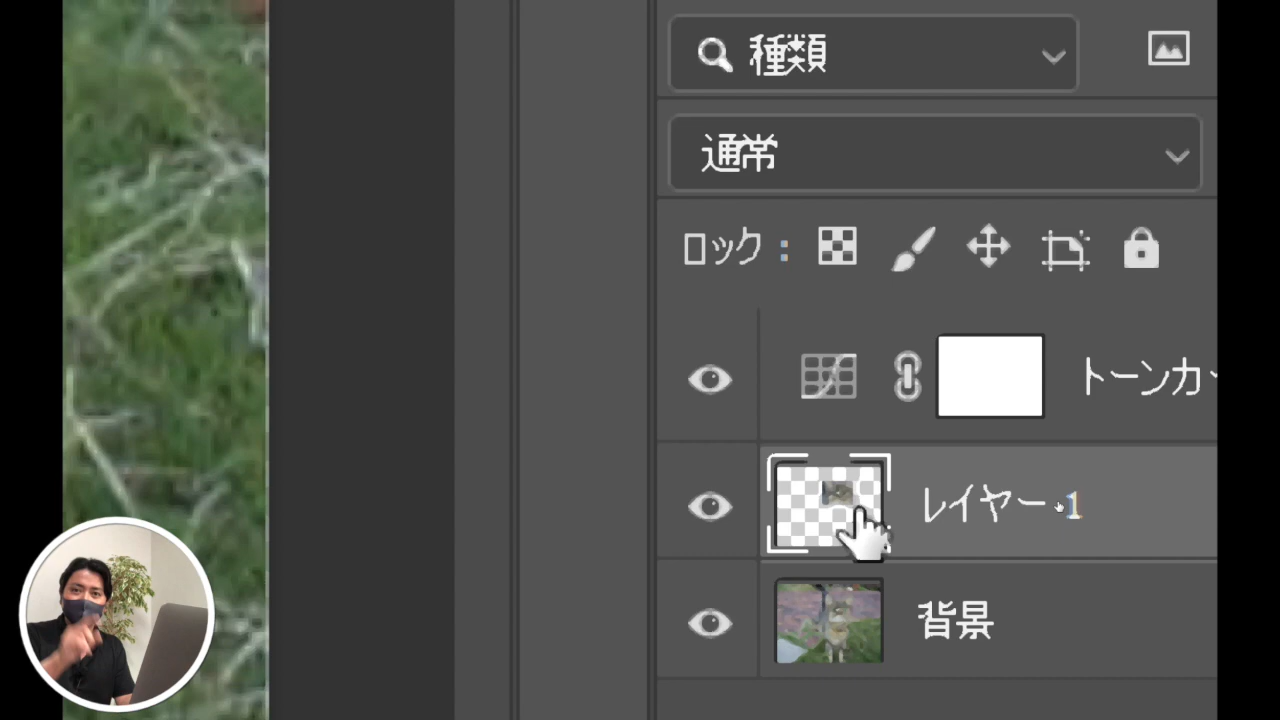 種類
通常
ロック：
トーンカ
レイヤー 1
背景